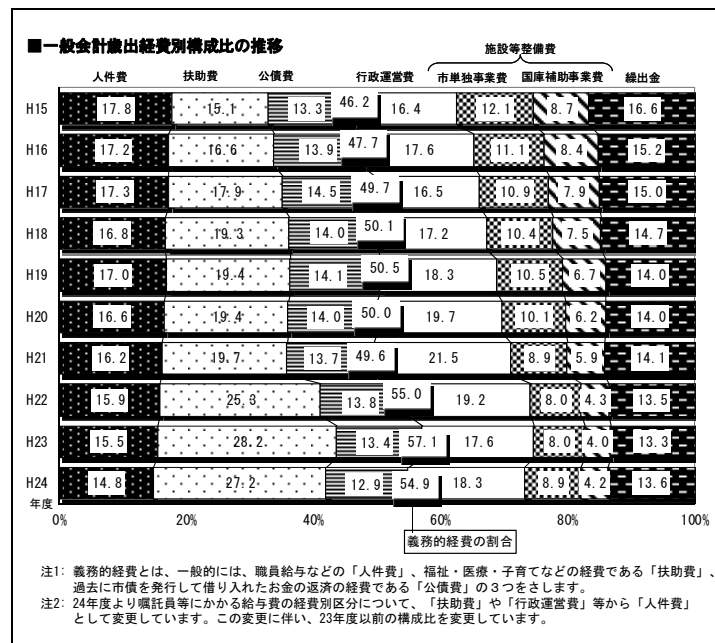 ■一般会計歳出経費別構成比の推移
施設等整備費
人件費 扶助費 公債費 行政運営費 市単独事業費 国庫補助事業費 繰出金
H15 17.8 15.1 13.3 46.2 16.4 12.1 8.7 16.6
H16 17.2 16.6 13.9 47.7 17.6 11.1 8.4 15.2
H17 17.3 17.9 14.5 49.7 16.5 10.9 7.9 15.0
H18 16.8 19.3 14.0 50.1 17.2 10.4 7.5 14.7
H19 17.0 19.4 14.1 50.5 18.3 10.5 6.7 14.0
H20 16.6 19.4 14.0 50.0 19.7 10.1 6.2 14.0
H21 16.2 19.7 13.7 49.6 21.5 8.9 5.9 14.1
H22 15.9 25.3 13.8 55.0 19.2 8.0 4.3 13.5
H23 15.5 28.2 13.4 57.1 17.6 8.0 4.0 13.3
H24 14.8 27.2 12.9 54.9 18.3 8.9 4.2 13.6
年度
0% 20% 40% 60% 80% 100%
義務的経費の割合
注1: 義務的経費とは、一般的には、職員給与などの「人件費」、福祉・医療・子育てなどの経費である「扶助費」、
過去に市債を発行して借り入れたお金の返済の経費である「公債費」の3つをさします。
注2: 24年度より嘱託員等にかかる給与費の経費別区分について、「扶助費」や「行政運営費」等から「人件費」
として変更しています。この変更に伴い、23年度以前の構成比を変更しています。